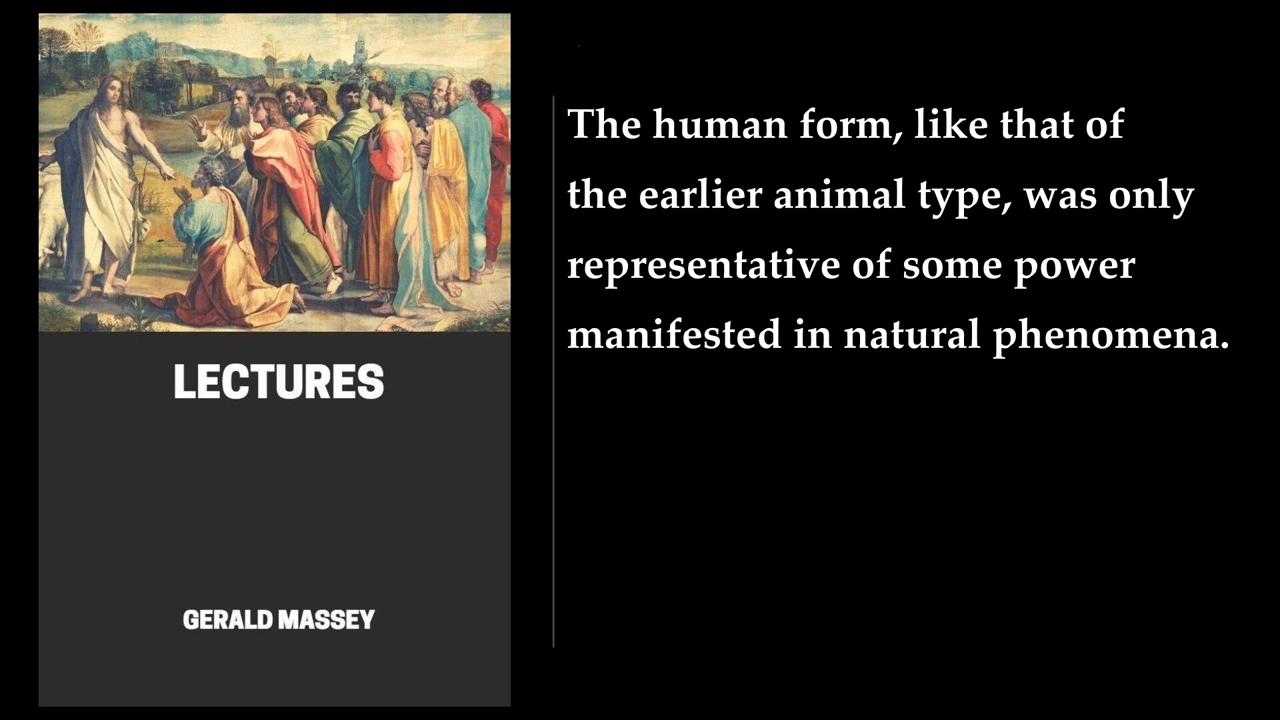 LECTURES
GERALD MASSEY
The human form, like that of
the earlier animal type, was only
representative of some power
manifested in natural phenomena.